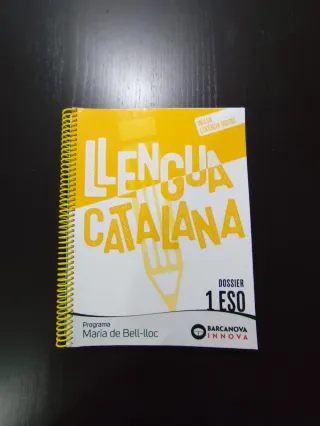 LLENGUA
CATALANA
DOSSIER
1 ESO
Programa
Maria de Bell-lloc
BARCANOVA
INNOVA